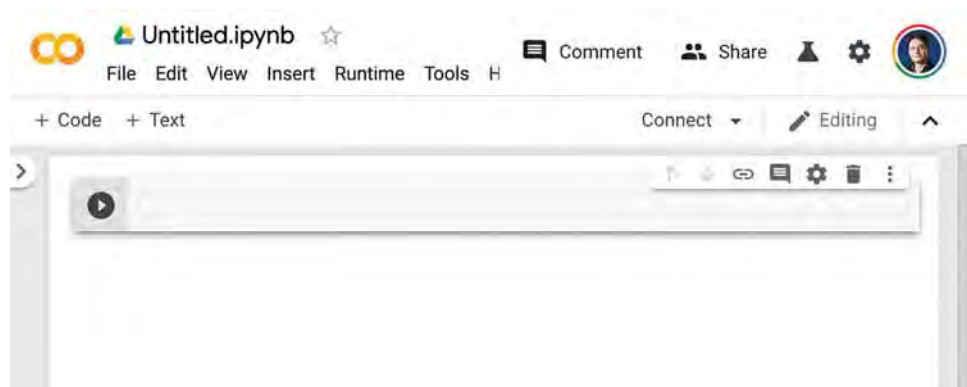 Untitled.ipynb
Comment Share
File Edit View Insert Runtime Tools H
+ Code + Text Connect Editing